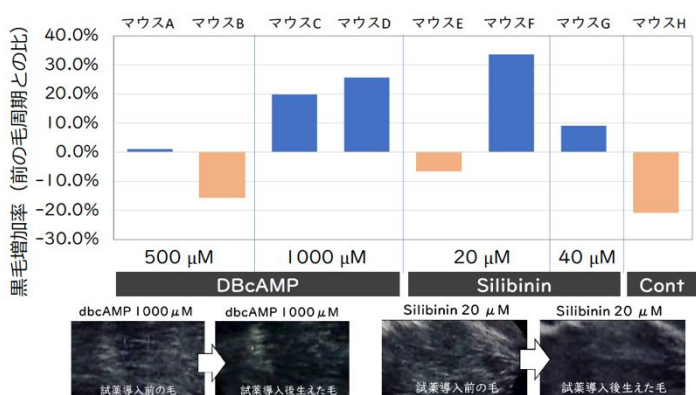 マウスA マウスB マウスC マウスD マウスE マウスF マウスG マウスH
黒毛増加率（前の毛周期との比）
40.0%
30.0%
20.0%
10.0%
0.0%
-10.0%
-20.0%
-30.0%
500 μM 1000 μM 20 μM 40 μM
DBcAMP Silibinin Cont
dbcAMP 1000μM dbcAMP 1000μM Silibinin 20 μM Silibinin 20 μM
試薬導入前の毛 試薬導入後生えた毛 試薬導入前の毛 試薬導入後生えた毛